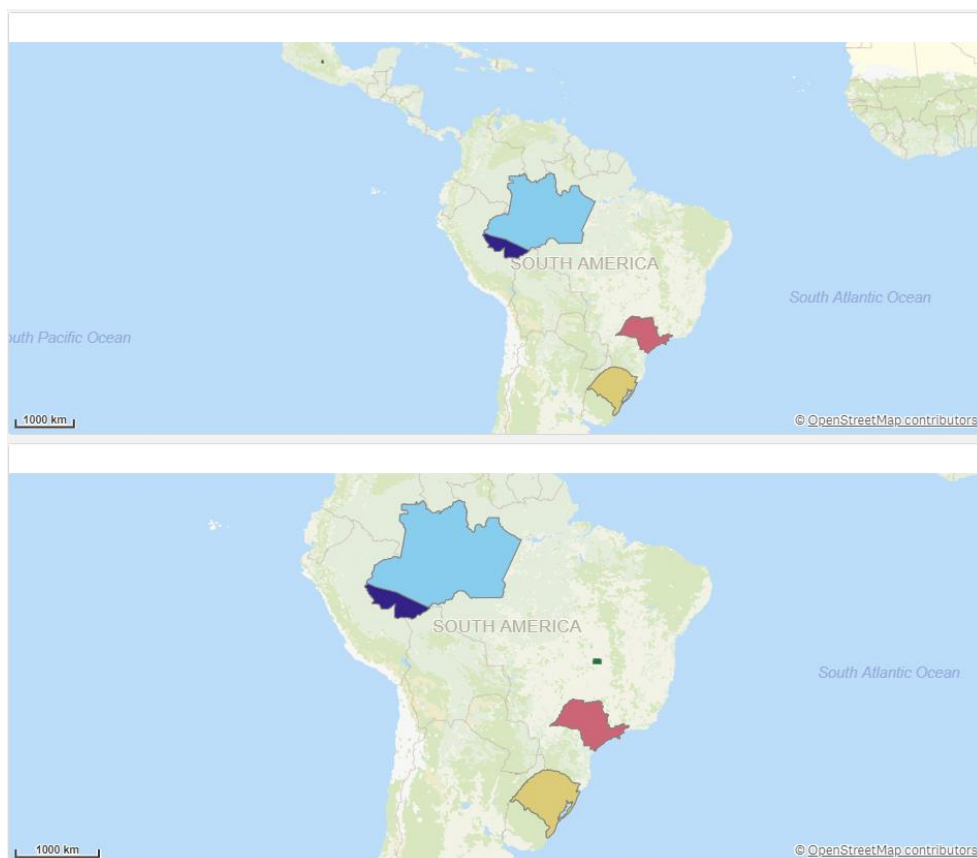 SOUTH AMERICA
South Atlantic Ocean
outh Pacific Ocean
1000 km
© OpenStreetMap contributors
SOUTH AMERICA
South Atlantic Ocean
1000 km
© OpenStreetMap contributors